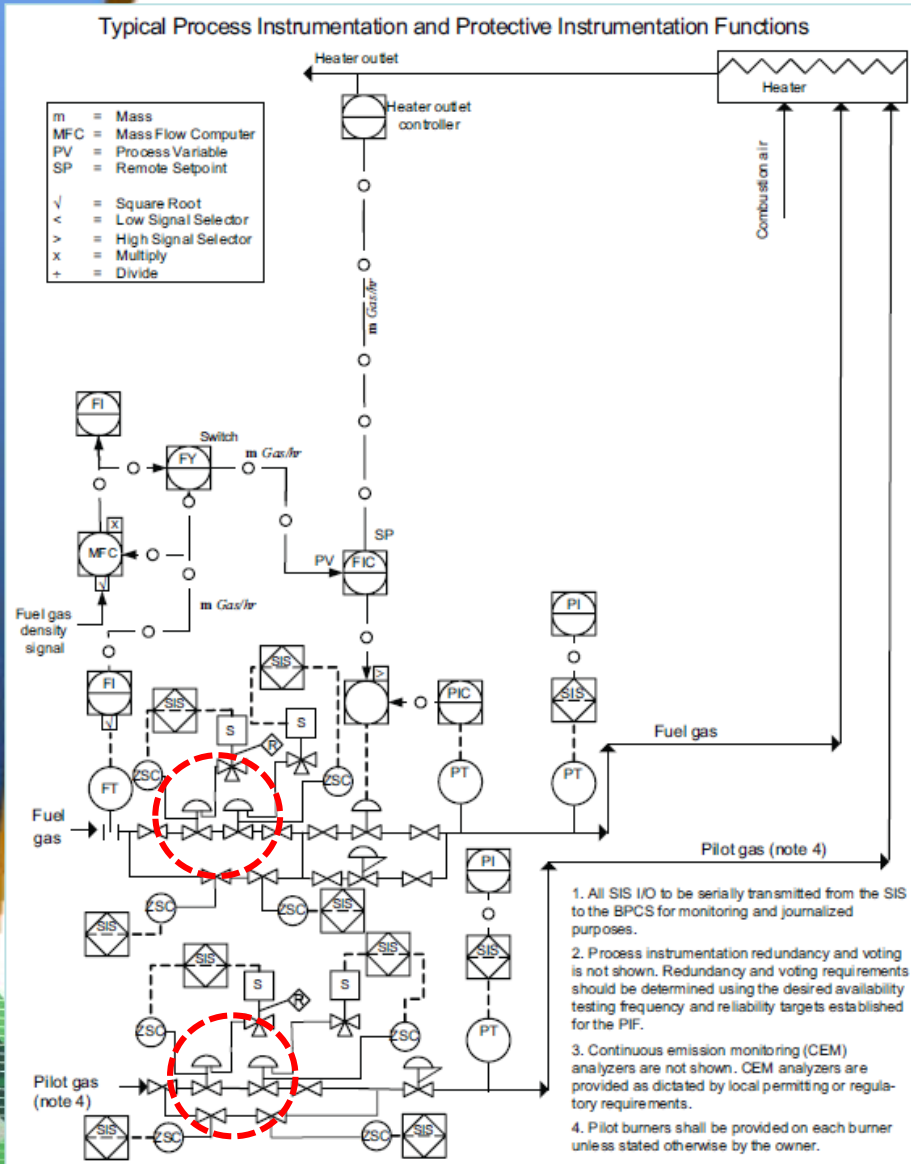 Typical Process Instrumentation and Protective Instrumentation Functions
Heater outlet
Heater
Heater outlet
controller
Combustion air
m = Mass
MFC = Mass Flow Computer
PV = Process Variable
SP = Remote Setpoint
√ = Square Root
< = Low Signal Selector
> = High Signal Selector
x = Multiply
÷ = Divide
m Gas/hr
FI
Switch
FY
m Gas/hr
SP
x
MFC
√
PV
FIC
m Gas/hr
Fuel gas
density
signal
PI
FI
√
SIS
SIS
S
S
R
>
PIC
SIS
Fuel gas
ZSC
ZSC
FT
PT
PT
Fuel
gas
Pilot gas (note 4)
PI
ZSC
ZSC
SIS
SIS
SIS
SIS
SIS
S
S
R
ZSC
ZSC
PT
Pilot gas
(note 4)
SIS
ZSC
ZSC
SIS
1. All SIS I/O to be serially transmitted from the SIS
to the BPCS for monitoring and journalized
purposes.
2. Process instrumentation redundancy and voting
is not shown. Redundancy and voting requirements
should be determined using the desired availability
testing frequency and reliability targets established
for the PIF.
3. Continuous emission monitoring (CEM)
analyzers are not shown. CEM analyzers are
provided as dictated by local permitting or regula-
tory requirements.
4. Pilot burners shall be provided on each burner
unless stated otherwise by the owner.